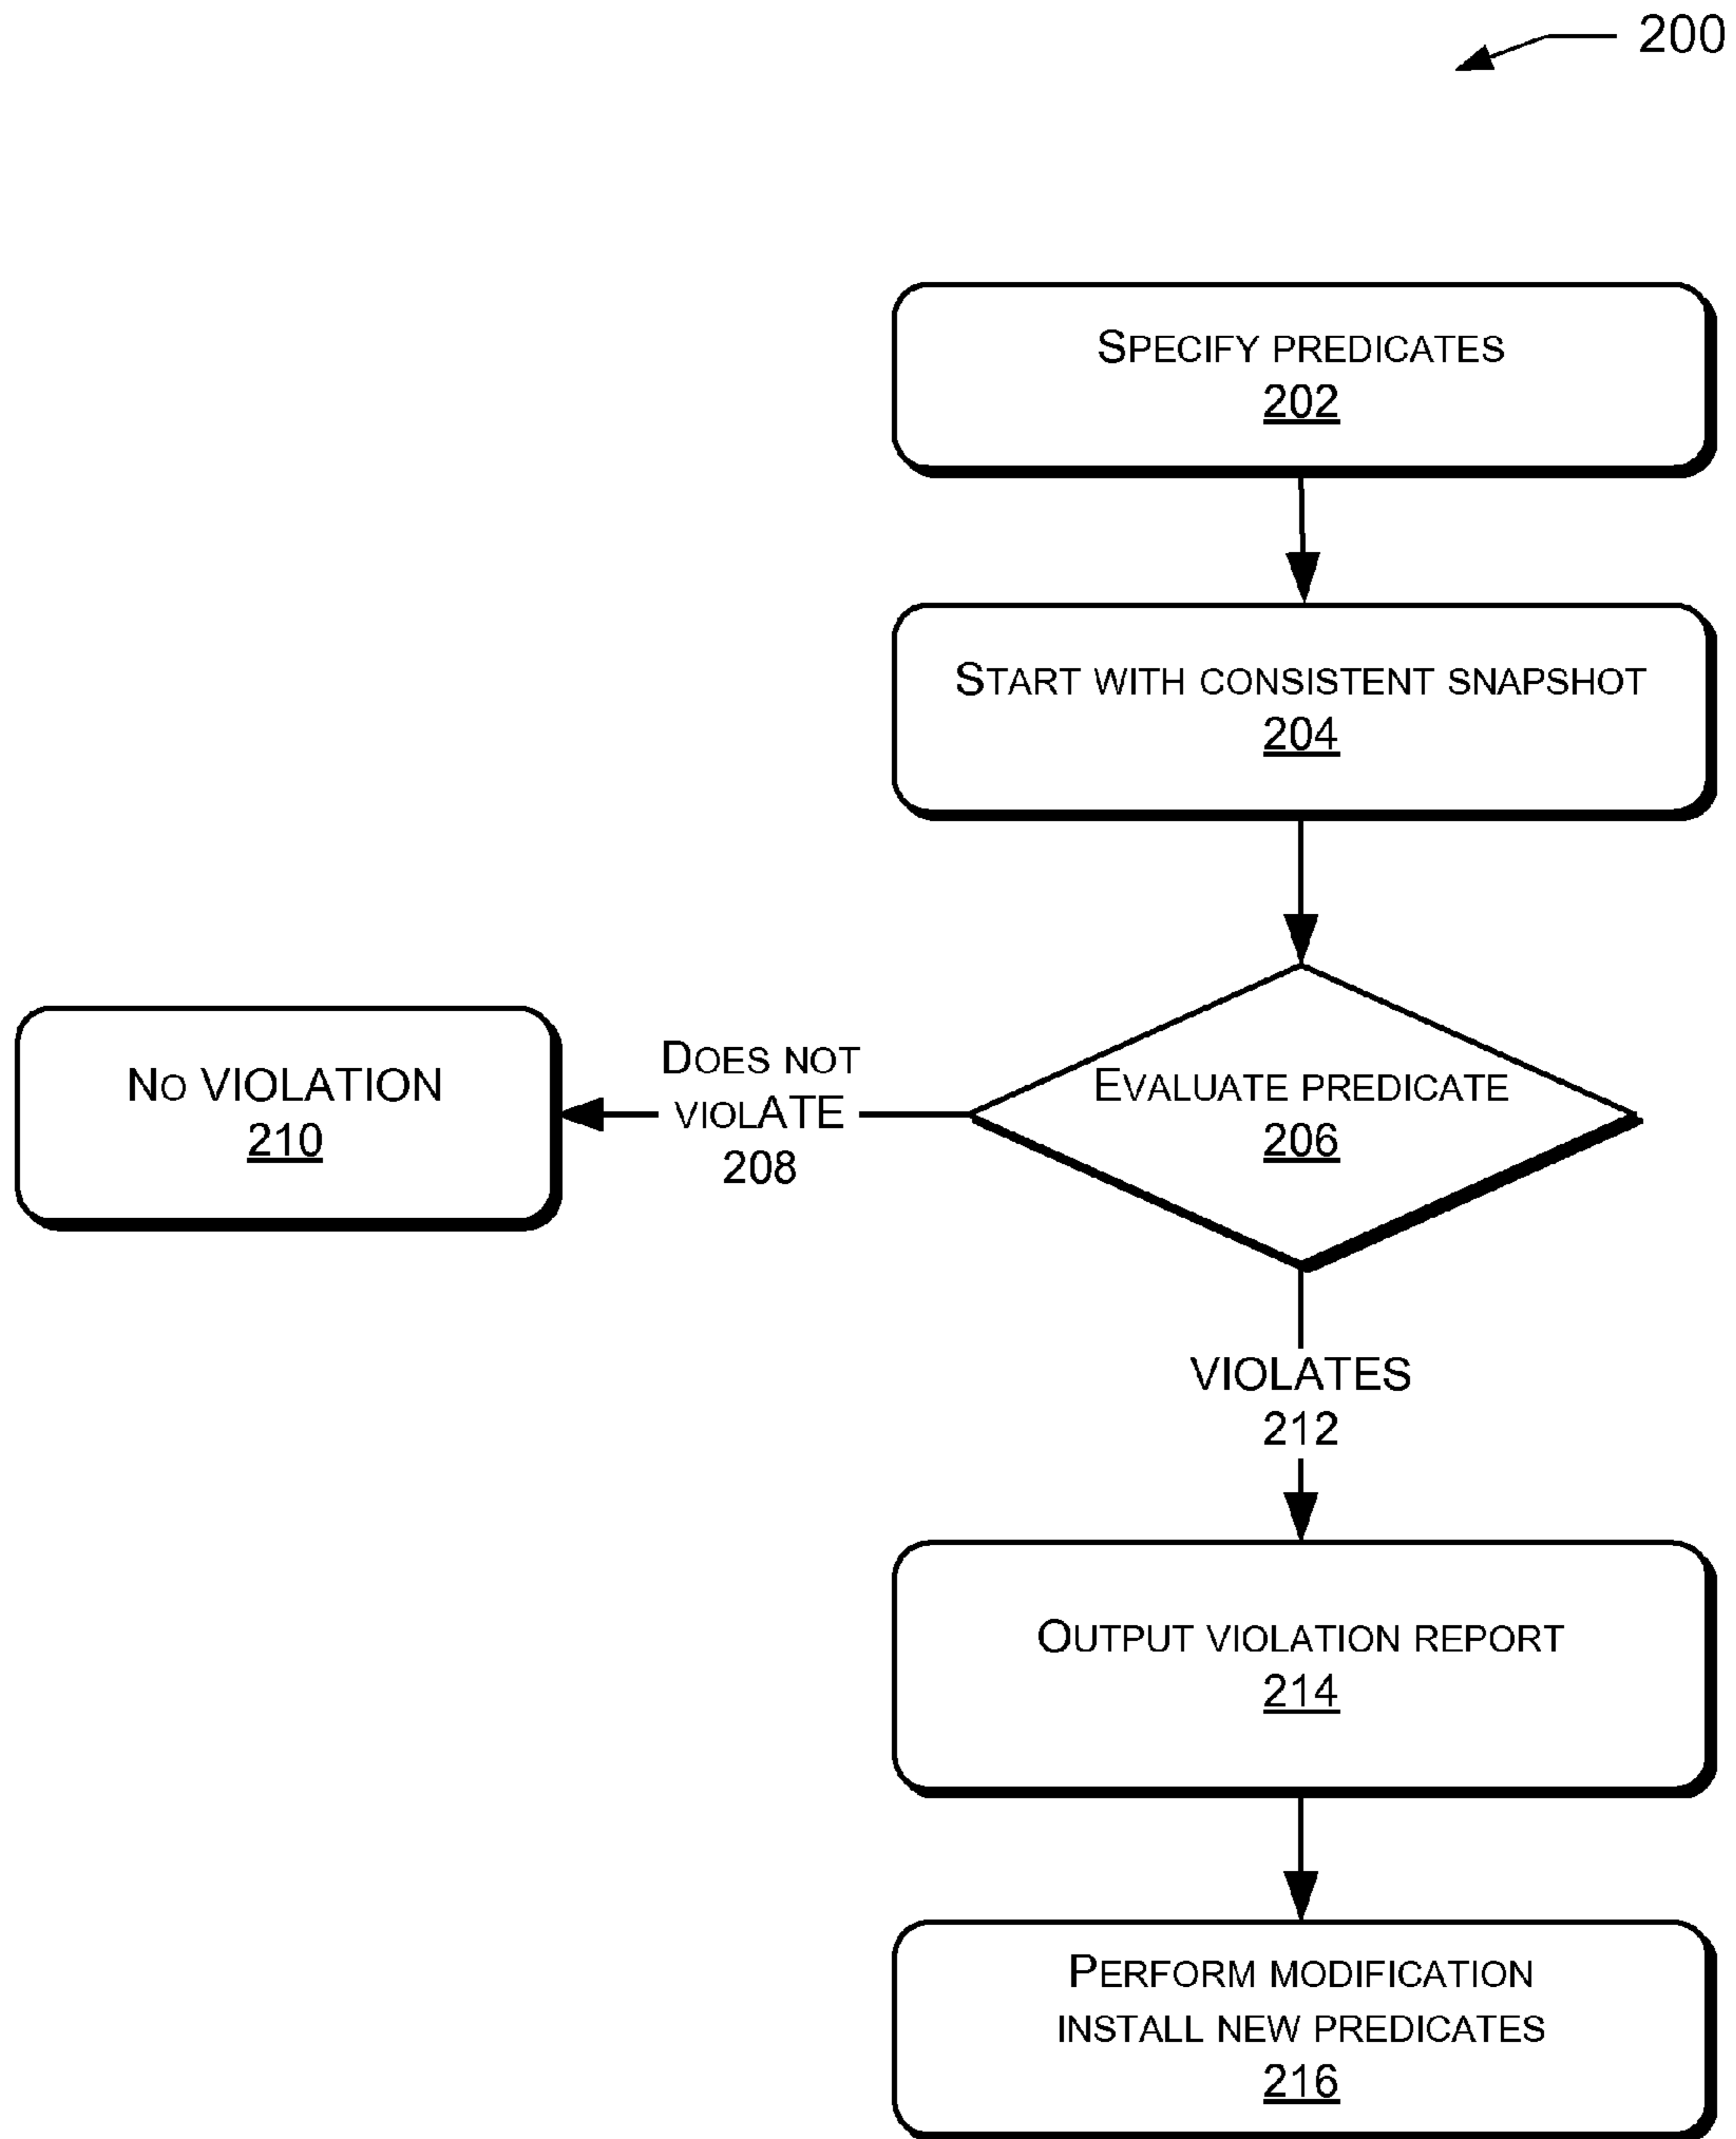 200
SPECIFY PREDICATES
202
START WITH CONSISTENT SNAPSHOT
204
EVALUATE PREDICATE
206
DOES NOT
VIOLATE
208
NO VIOLATION
210
VIOLATES
212
OUTPUT VIOLATION REPORT
214
PERFORM MODIFICATION
INSTALL NEW PREDICATES
216